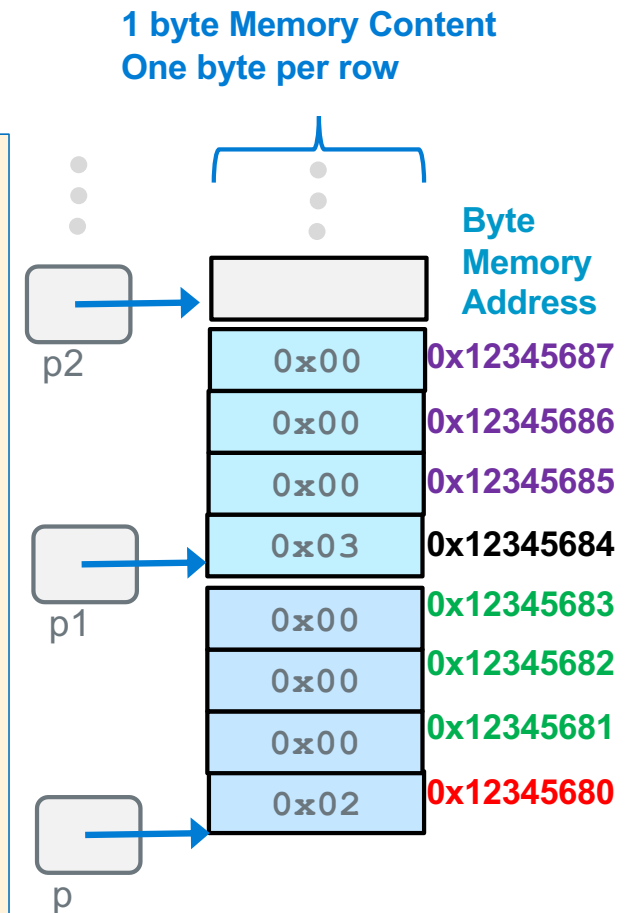 1 byte Memory Content
One byte per row
Byte
Memory
Address
p2
0x00 0x12345687
0x00 0x12345686
0x00 0x12345685
0x03 0x12345684
p1
0x00 0x12345683
0x00 0x12345682
0x00 0x12345681
0x02 0x12345680
p